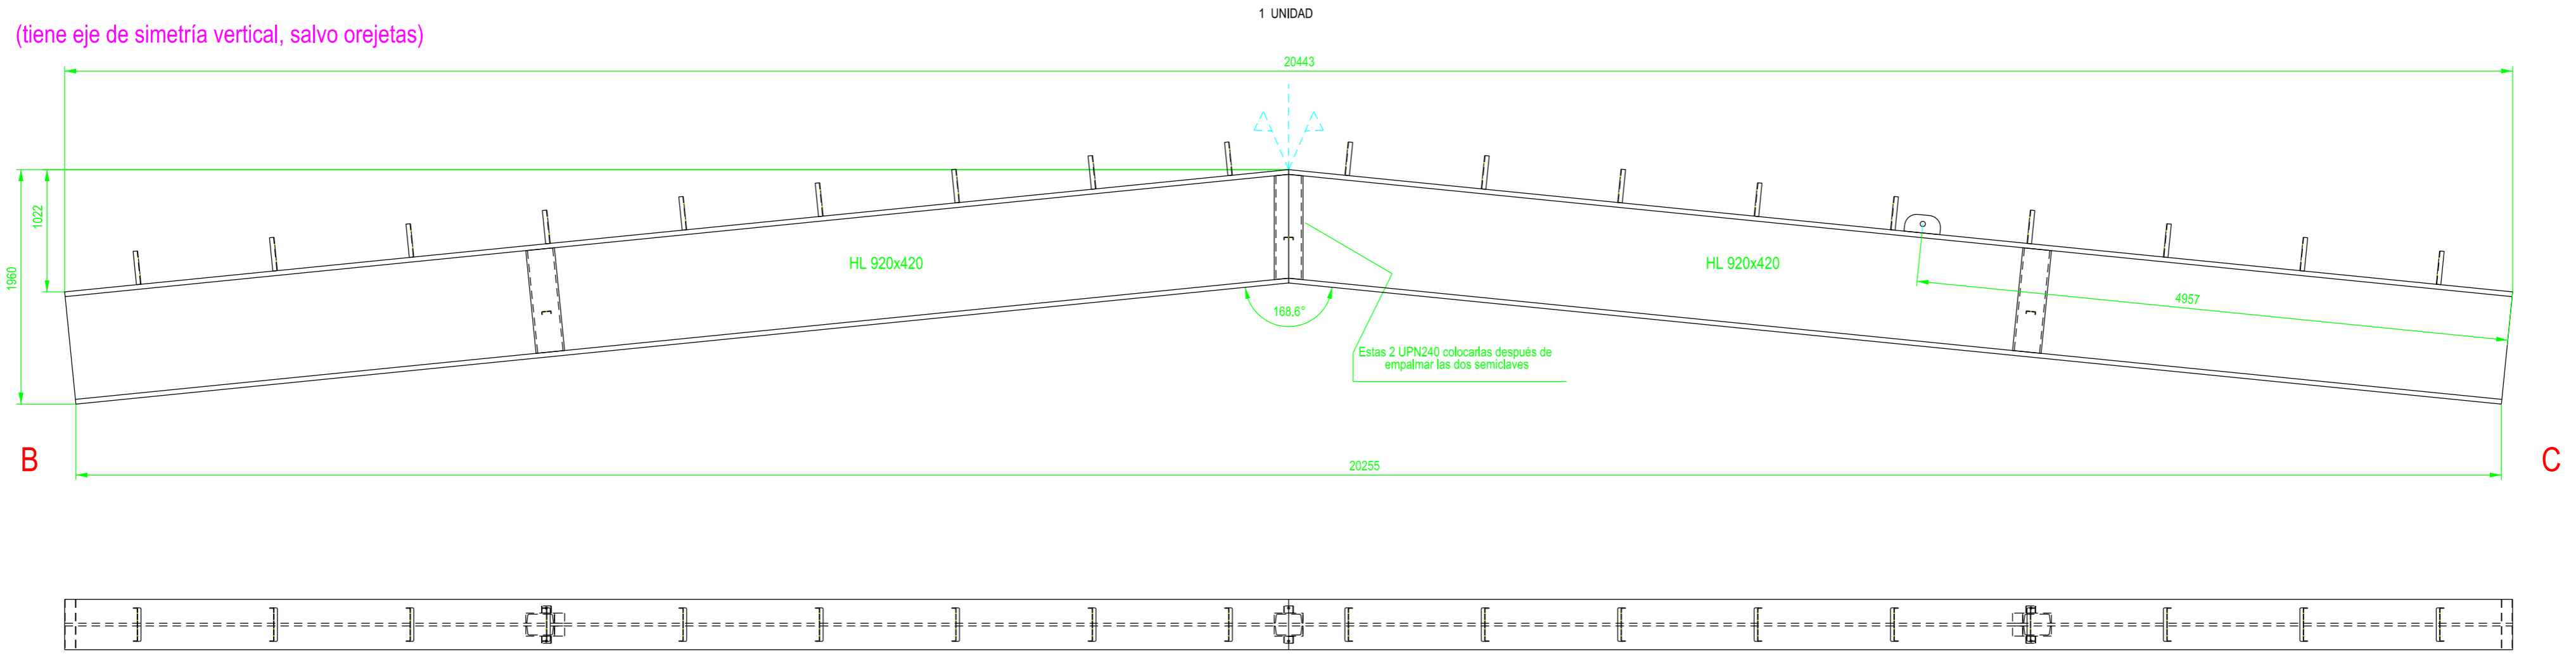 1 UNIDAD
(tiene eje de simetría vertical, salvo orejetas)
20443
1022
1960
HL 920x420
HL 920x420
4957
168,6°
Estas 2 UPN240 colocarlas después de
empalmar las dos semiclaves
B
C
20255